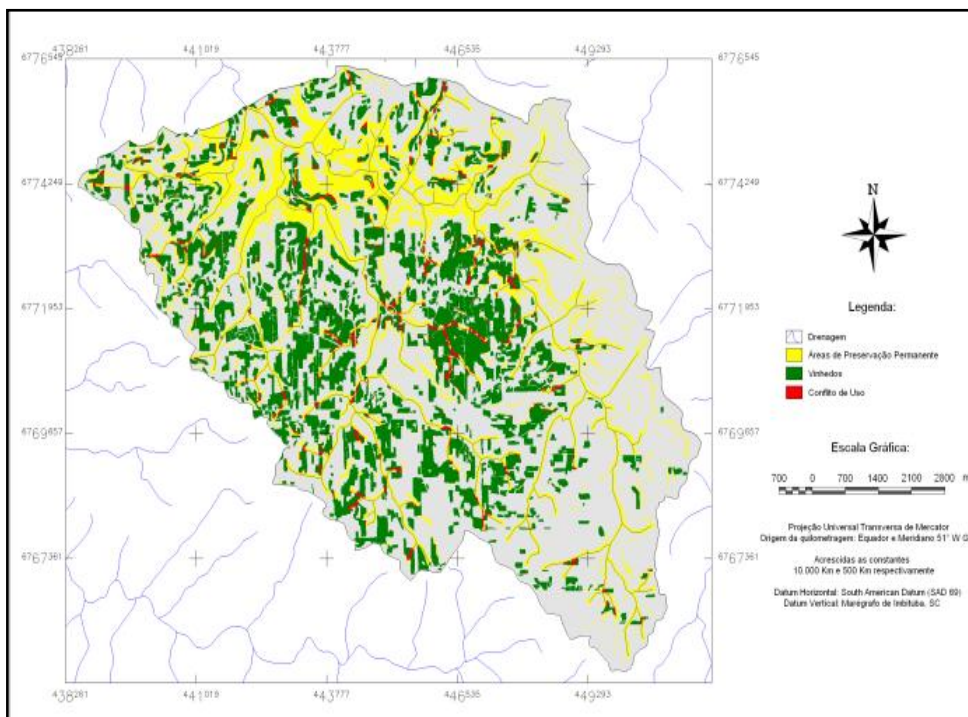 438261 441019 443777 446535 449293
6776545 6776545
6774249 6774249
6771953 6771953
6769657 6769657
6767361 6767361
438261 441019 443777 446535 449293
N
Legenda:
Drenagem
Áreas de Preservação Permanente
Vinhedos
Conflito de Uso
Escala Gráfica:
700 0 700 1400 2100 2800 m
Projeção Universal Transversa de Mercator
Origem da quilometragem: Equador e Meridiano 51° W G
Acrescidas as constantes
10.000 Km e 500 Km respectivamente
Datum Horizontal: South American Datum (SAD 69)
Datum Vertical: Maregrafo de Imbituba, SC